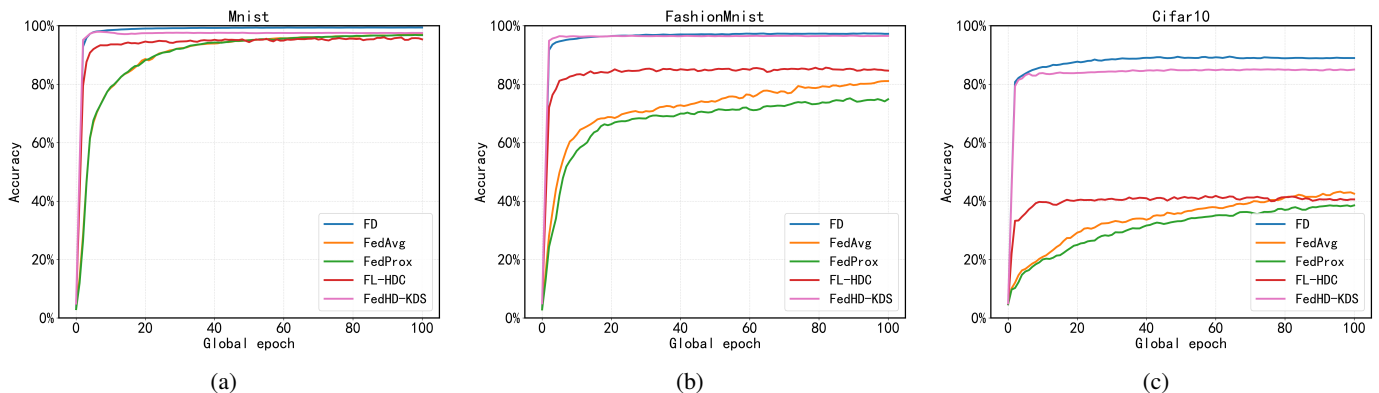 Mnist
100%
80%
60%
40%
20%
0%
Accuracy
0
20
40
60
80
100
Global epoch
FD
FedAvg
FedProx
FL-HDC
FedHD-KDS
(a)
FashionMnist
100%
80%
60%
40%
20%
0%
Accuracy
0
20
40
60
80
100
Global epoch
FD
FedAvg
FedProx
FL-HDC
FedHD-KDS
(b)
Cifar10
100%
80%
60%
40%
20%
0%
Accuracy
0
20
40
60
80
100
Global epoch
FD
FedAvg
FedProx
FL-HDC
FedHD-KDS
(c)